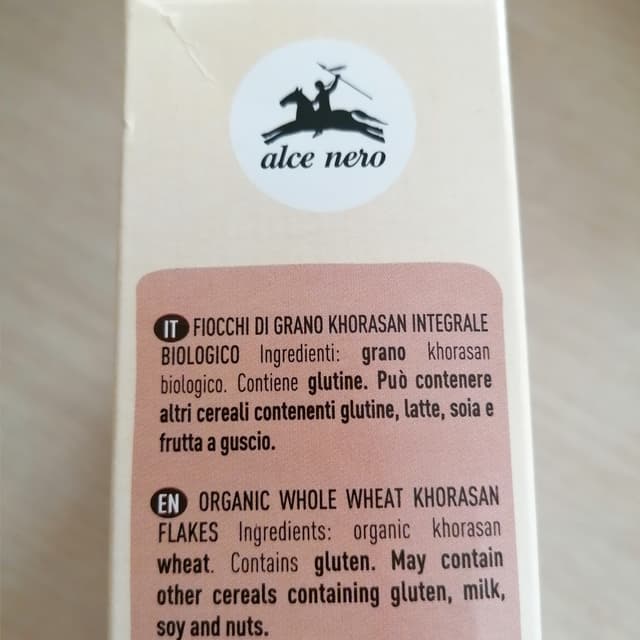 alce nero
IT FIOCCHI DI GRANO KHORASAN INTEGRALE
BIOLOGICO Ingredienti: grano khorasan
biologico. Contiene glutine. Può contenere
altri cereali contenenti glutine, latte, soia e
frutta a guscio.
EN ORGANIC WHOLE WHEAT KHORASAN
FLAKES Ingredients: organic khorasan
wheat. Contains gluten. May contain
other cereals containing gluten, milk,
soy and nuts.